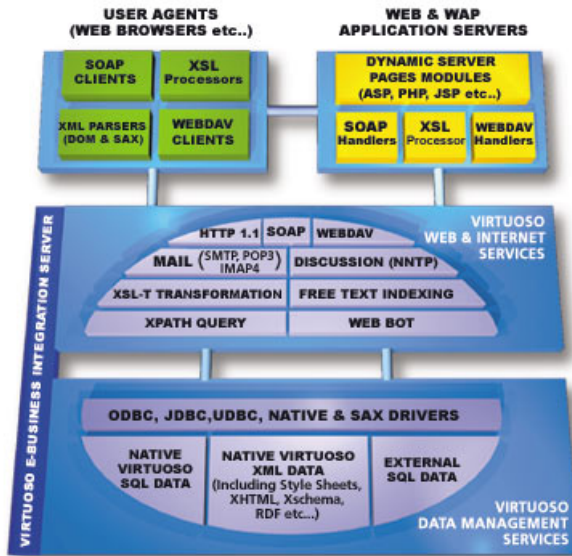 USER AGENTS
(WEB BROWSERS etc..)
WEB & WAP
APPLICATION SERVERS
SOAP
CLIENTS
XSL
Processors
XML PARSERS
(DOM & SAX)
WEBDAV
CLIENTS
DYNAMIC SERVER
PAGES MODULES
(ASP, PHP, JSP etc..)
SOAP
Handlers
XSL
Processor
WEBDAV
Handlers
VIRTUOSO E-BUSINESS INTEGRATION SERVER
VIRTUOSO
WEB & INTERNET
SERVICES
HTTP 1.1
SOAP
WEBDAV
MAIL (SMTP, POP3
IMAP4)
DISCUSSION (NNTP)
XSL-T TRANSFORMATION
FREE TEXT INDEXING
XPATH QUERY
WEB BOT
ODBC, JDBC,UDBC, NATIVE & SAX DRIVERS
NATIVE
VIRTUOSO
SQL DATA
NATIVE VIRTUOSO
XML DATA
(Including Style Sheets,
XHTML, Xschema,
RDF etc...)
EXTERNAL
SQL DATA
VIRTUOSO
DATA MANAGEMENT
SERVICES